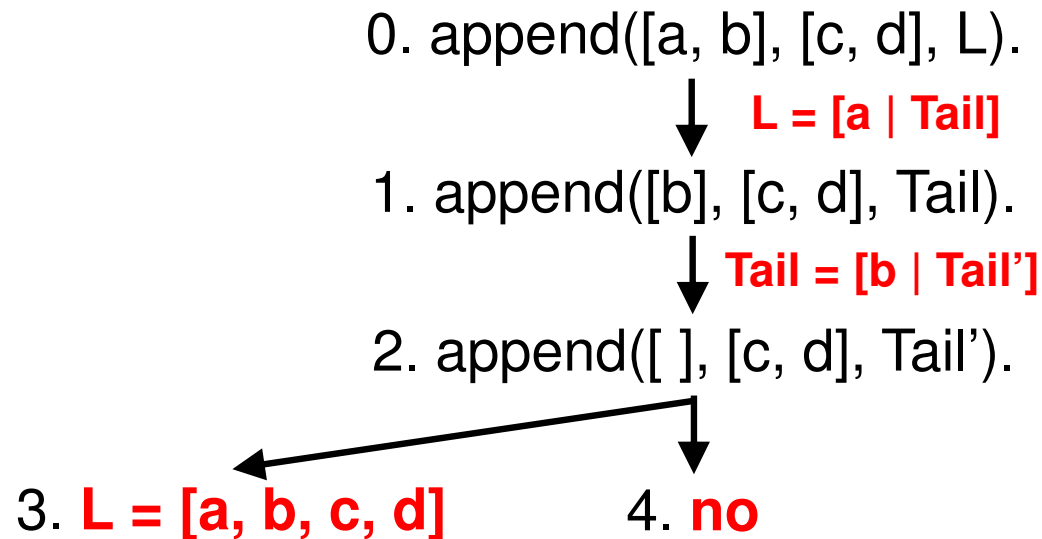 0. append([a, b], [c, d], L).
L = [a | Tail]
1. append([b], [c, d], Tail).
Tail = [b | Tail’]
2. append([ ], [c, d], Tail’).
3. L = [a, b, c, d]
4. no